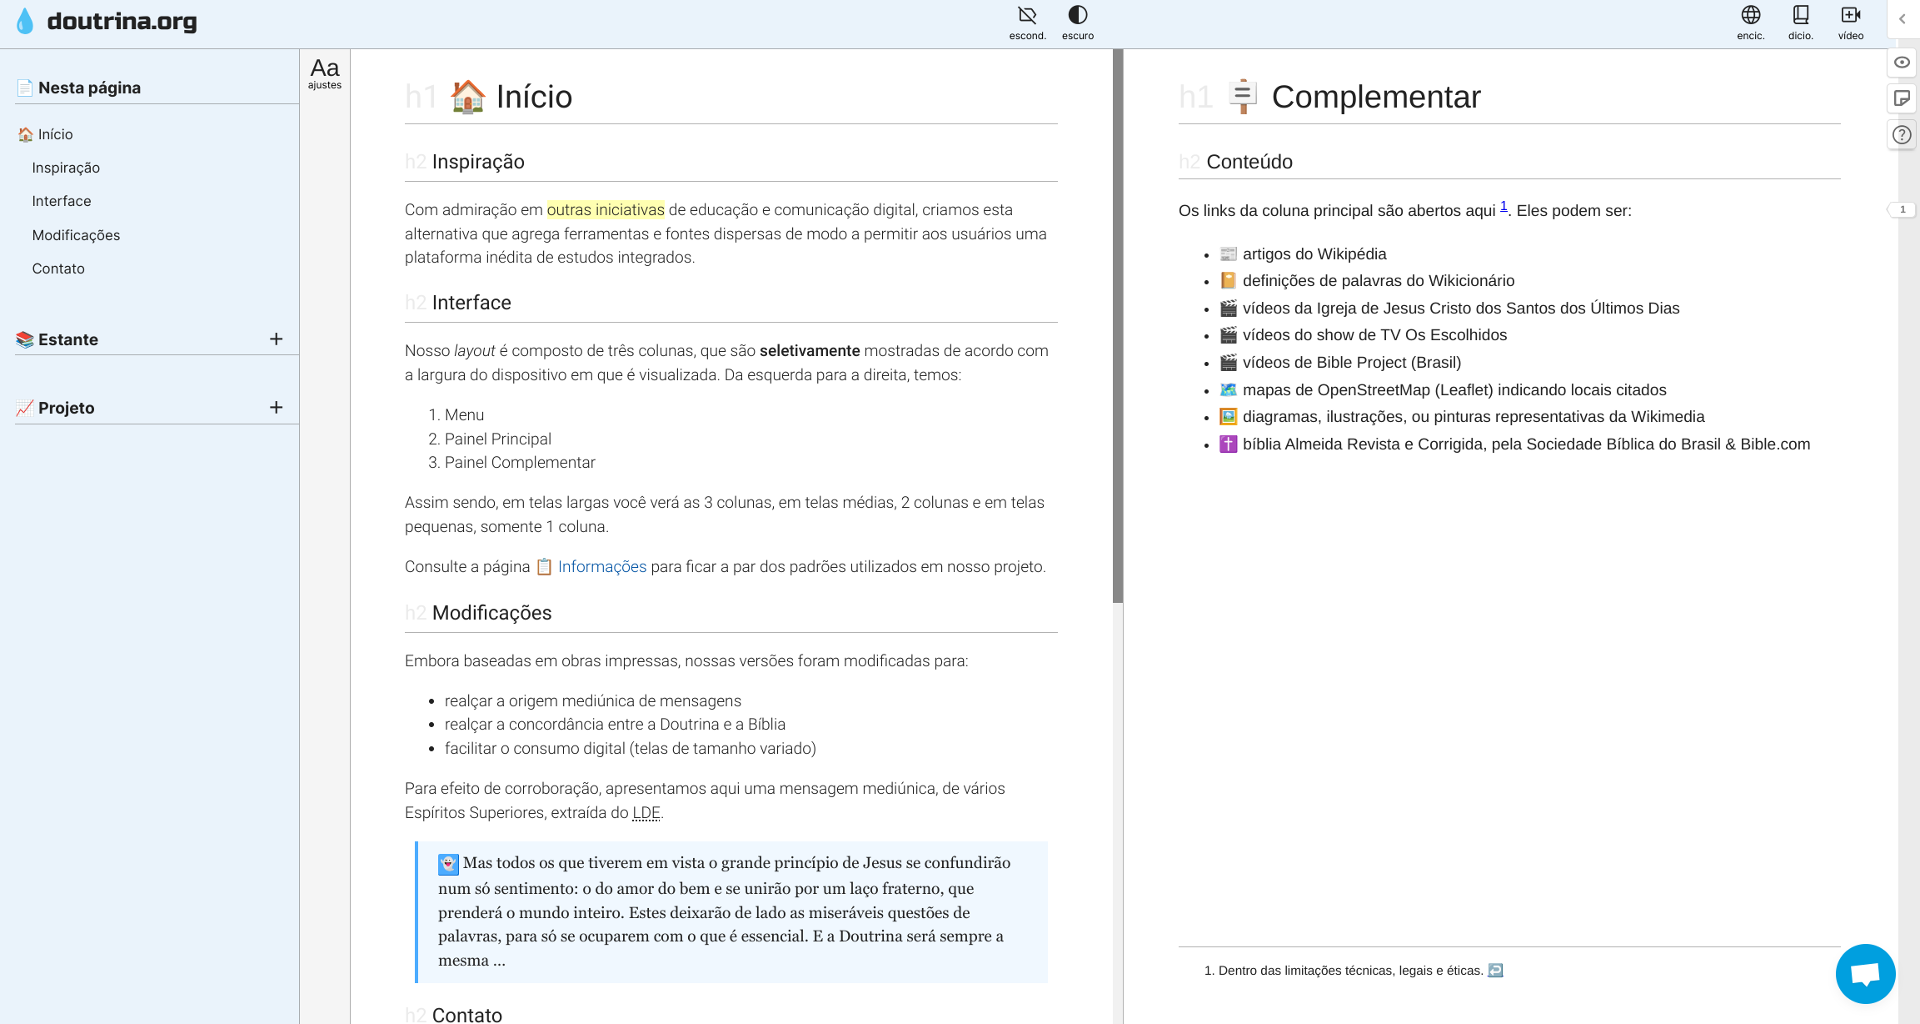 doutrina.org
escond.
escuro
encic.
dicio.
vídeo
Nesta página
Início
Inspiração
Interface
Modificações
Contato
Estante
Projeto
Aa
ajustes
h1 Início
h2 Inspiração
Com admiração em outras iniciativas de educação e comunicação digital, criamos esta
alternativa que agrega ferramentas e fontes dispersas de modo a permitir aos usuários uma
plataforma inédita de estudos integrados.
h2 Interface
Nosso layout é composto de três colunas, que são seletivamente mostradas de acordo com
a largura do dispositivo em que é visualizada. Da esquerda para a direita, temos:
1. Menu
2. Painel Principal
3. Painel Complementar
Assim sendo, em telas largas você verá as 3 colunas, em telas médias, 2 colunas e em telas
pequenas, somente 1 coluna.
Consulte a página Informações para ficar a par dos padrões utilizados em nosso projeto.
h2 Modificações
Embora baseadas em obras impressas, nossas versões foram modificadas para:
• realçar a origem mediúnica de mensagens
• realçar a concordância entre a Doutrina e a Bíblia
• facilitar o consumo digital (telas de tamanho variado)
Para efeito de corroboração, apresentamos aqui uma mensagem mediúnica, de vários
Espíritos Superiores, extraída do LDE.
Mas todos os que tiverem em vista o grande princípio de Jesus se confundirão
num só sentimento: o do amor do bem e se unirão por um laço fraterno, que
prenderá o mundo inteiro. Estes deixarão de lado as miseráveis questões de
palavras, para só se ocuparem com o que é essencial. E a Doutrina será sempre a
mesma ...
h2 Contato
h1 Complementar
h2 Conteúdo
Os links da coluna principal são abertos aqui 1. Eles podem ser:
• artigos do Wikipédia
• definições de palavras do Wikicionário
• vídeos da Igreja de Jesus Cristo dos Santos dos Últimos Dias
• vídeos do show de TV Os Escolhidos
• vídeos de Bible Project (Brasil)
• mapas de OpenStreetMap (Leaflet) indicando locais citados
• diagramas, ilustrações, ou pinturas representativas da Wikimedia
• bíblia Almeida Revista e Corrigida, pela Sociedade Bíblica do Brasil & Bible.com
1. Dentro das limitações técnicas, legais e éticas.
1